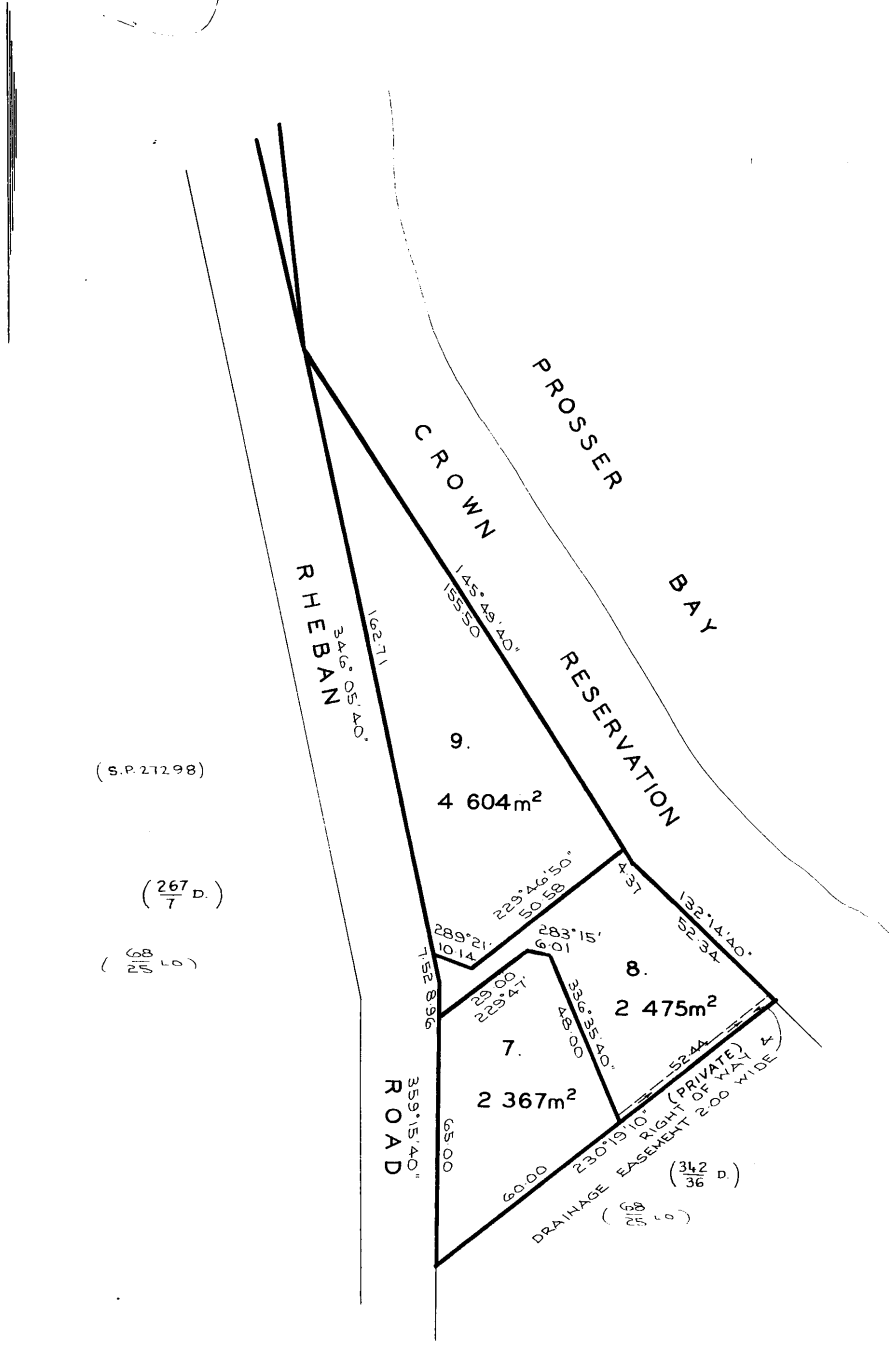 PROSSER
BAY
CROWN
RESERVATION
145° 49' 40"
155.50
RHEBAN
346° 05' 40"
162.71
(S.P. 27298)
9.
4 604m²
(267/7 D.)
(68/25 LO)
229°46'50"
50.58
4.37
132°14'40"
52.34
289°21'
10.14
7.52
8.96
283°15'
6.01
29.00
229°47'
8.
2 475m²
336°35'40"
48.00
7.
2 367m²
ROAD
359°15'40"
65.00
60.00
52.44
230°19'10"
(PRIVATE)
RIGHT OF WAY &
DRAINAGE EASEMENT 2.00 WIDE
(342/36 D.)
(68/25 LO)